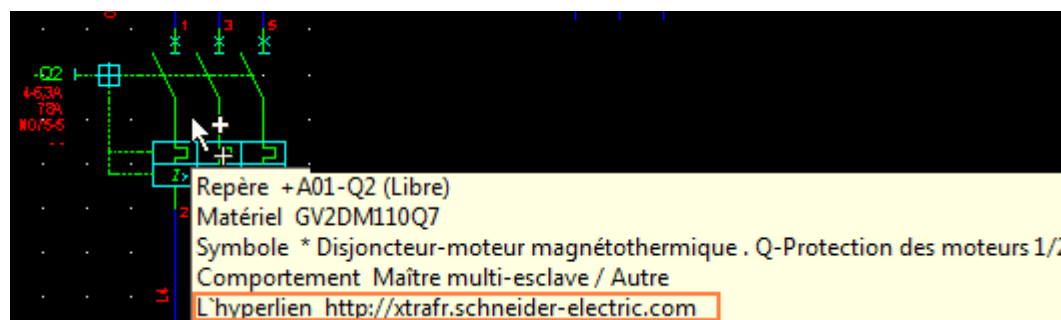 1 3 5
-Q2
4-6,3A
78A
Repère +A01-Q2 (Libre)
Matériel GV2DM110Q7
Symbole * Disjoncteur-moteur magnétothermique . Q-Protection des moteurs 1/
Comportement Maître multi-esclave / Autre
L`hyperlien http://xtrafr.schneider-electric.com
2
L4